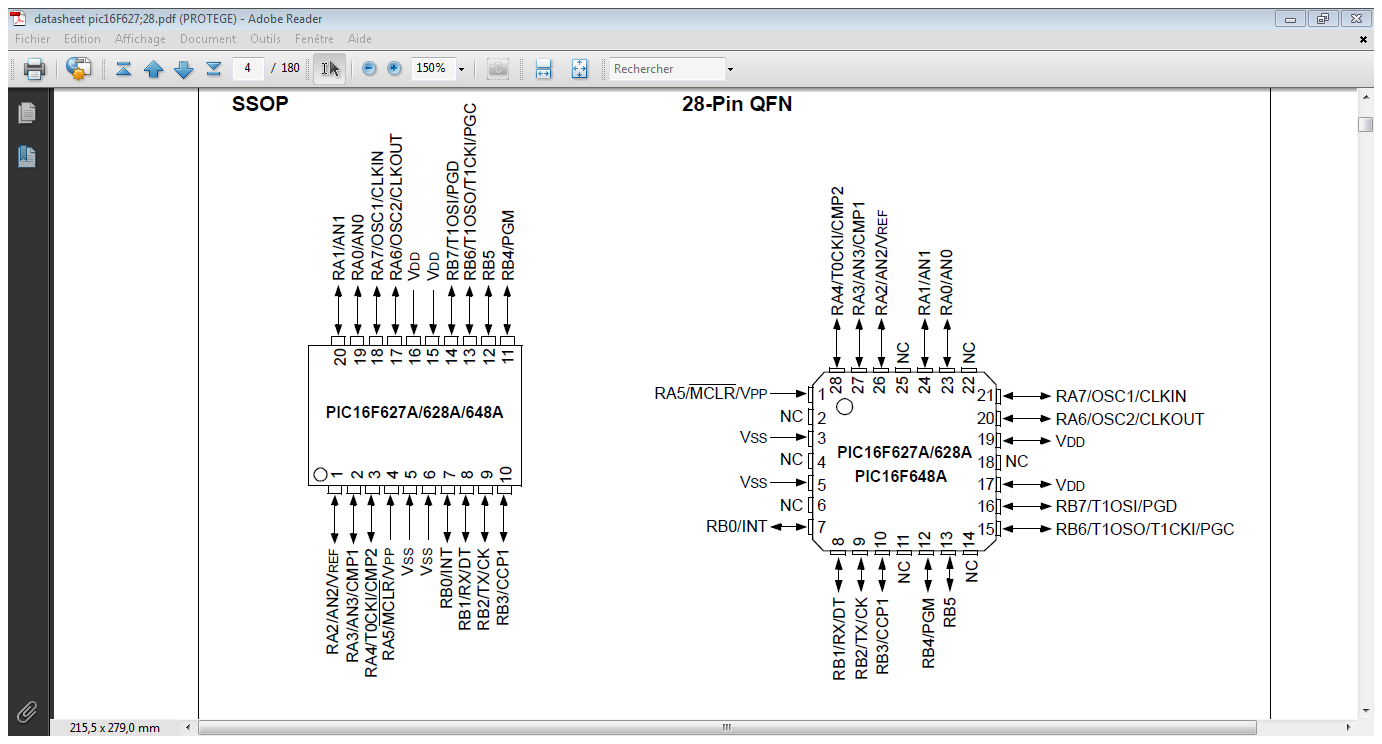 datasheet pic16F627;28.pdf (PROTEGE) - Adobe Reader
Fichier Edition Affichage Document Outils Fenêtre Aide
4 / 180 150% Rechercher
SSOP
RA1/AN1
RA0/AN0
RA7/OSC1/CLKIN
RA6/OSC2/CLKOUT
VDD
VDD
RB7/T1OSI/PGD
RB6/T1OSO/T1CKI/PGC
RB5
RB4/PGM
20 19 18 17 16 15 14 13 12 11
PIC16F627A/628A/648A
1 2 3 4 5 6 7 8 9 10
RA2/AN2/VREF
RA3/AN3/CMP1
RA4/T0CKI/CMP2
RA5/MCLR/VPP
VSS
VSS
RB0/INT
RB1/RX/DT
RB2/TX/CK
RB3/CCP1
28-Pin QFN
RA4/T0CKI/CMP2
RA3/AN3/CMP1
RA2/AN2/VREF
NC
RA1/AN1
RA0/AN0
NC
28 27 26 25 24 23 22
RA5/MCLR/VPP 1
NC 2
VSS 3
NC 4
VSS 5
NC 6
RB0/INT 7
PIC16F627A/628A
PIC16F648A
21 RA7/OSC1/CLKIN
20 RA6/OSC2/CLKOUT
19 VDD
18 NC
17 VDD
16 RB7/T1OSI/PGD
15 RB6/T1OSO/T1CKI/PGC
8 9 10 11 12 13 14
RB1/RX/DT
RB2/TX/CK
RB3/CCP1
NC
RB4/PGM
RB5
NC
215,5 x 279,0 mm